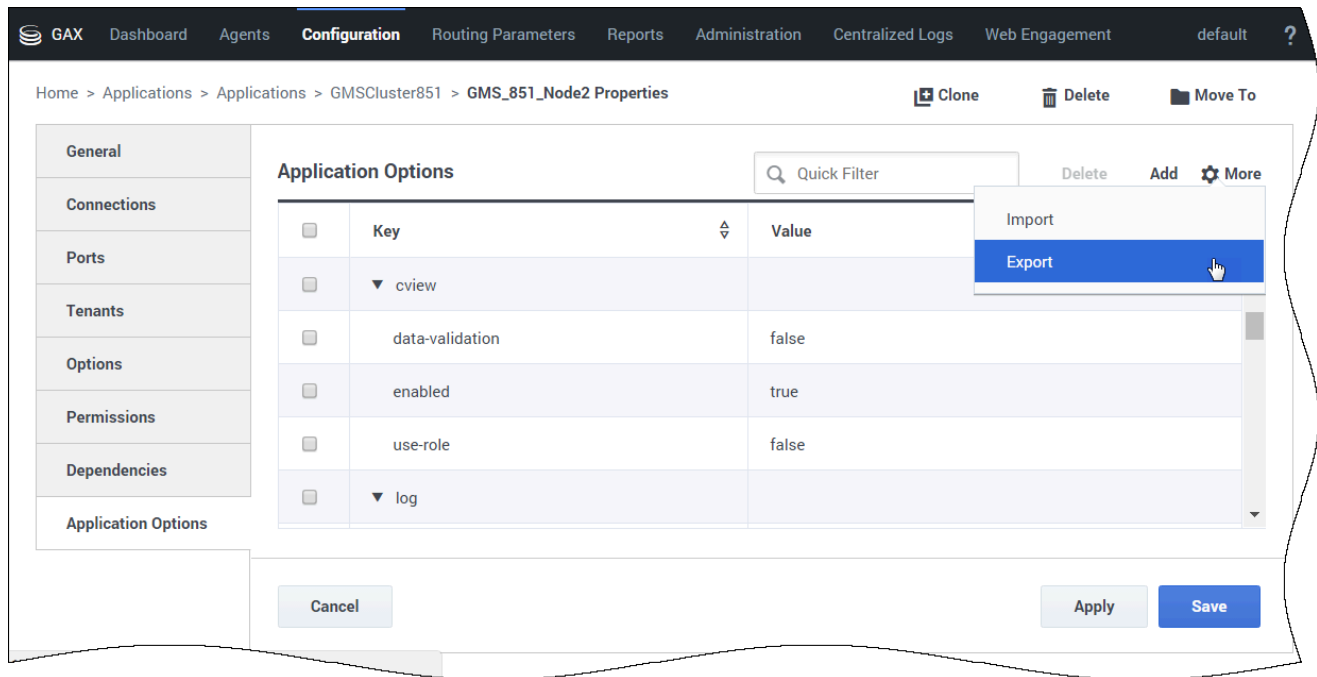 GAX Dashboard Agents Configuration Routing Parameters Reports Administration Centralized Logs Web Engagement default ?
Home > Applications > Applications > GMSCluster851 > GMS_851_Node2 Properties Clone Delete Move To
General
Connections
Ports
Tenants
Options
Permissions
Dependencies
Application Options
Application Options Quick Filter Delete Add More
Import
Export
Key Value
cview
data-validation false
enabled true
use-role false
log
Cancel Apply Save